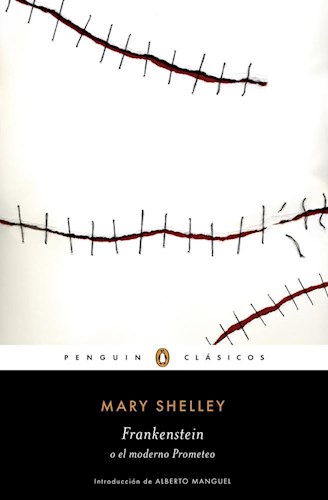 PENGUIN CLÁSICOS
MARY SHELLEY
Frankenstein
o el moderno Prometeo
Introducción de ALBERTO MANGUEL